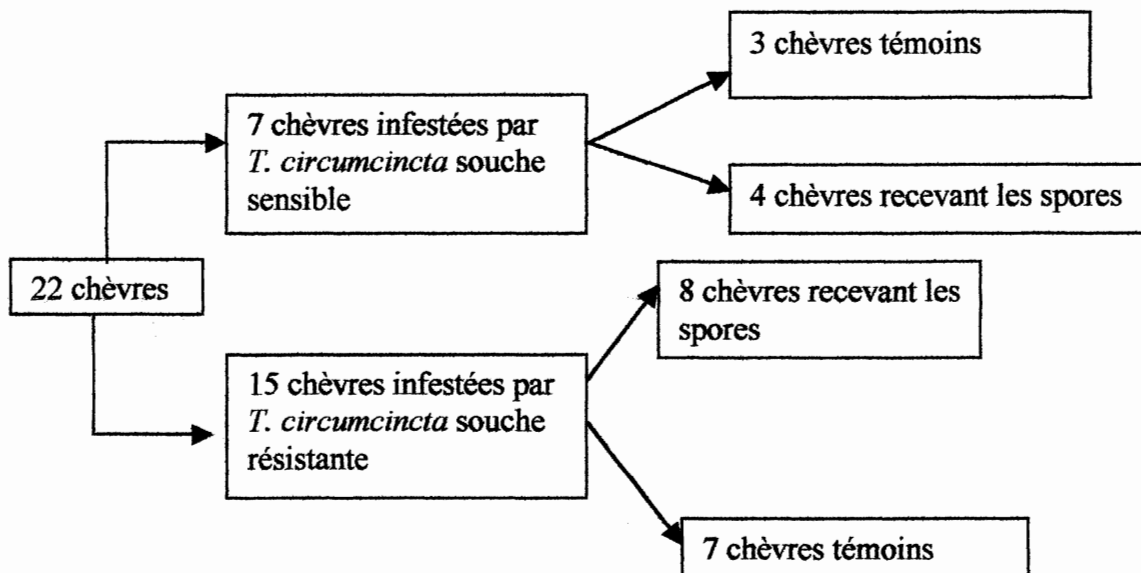 3 chèvres témoins
7 chèvres infestées par
T. circumcincta souche
sensible
4 chèvres recevant les spores
22 chèvres
8 chèvres recevant les
spores
15 chèvres infestées par
T. circumcincta souche
résistante
7 chèvres témoins